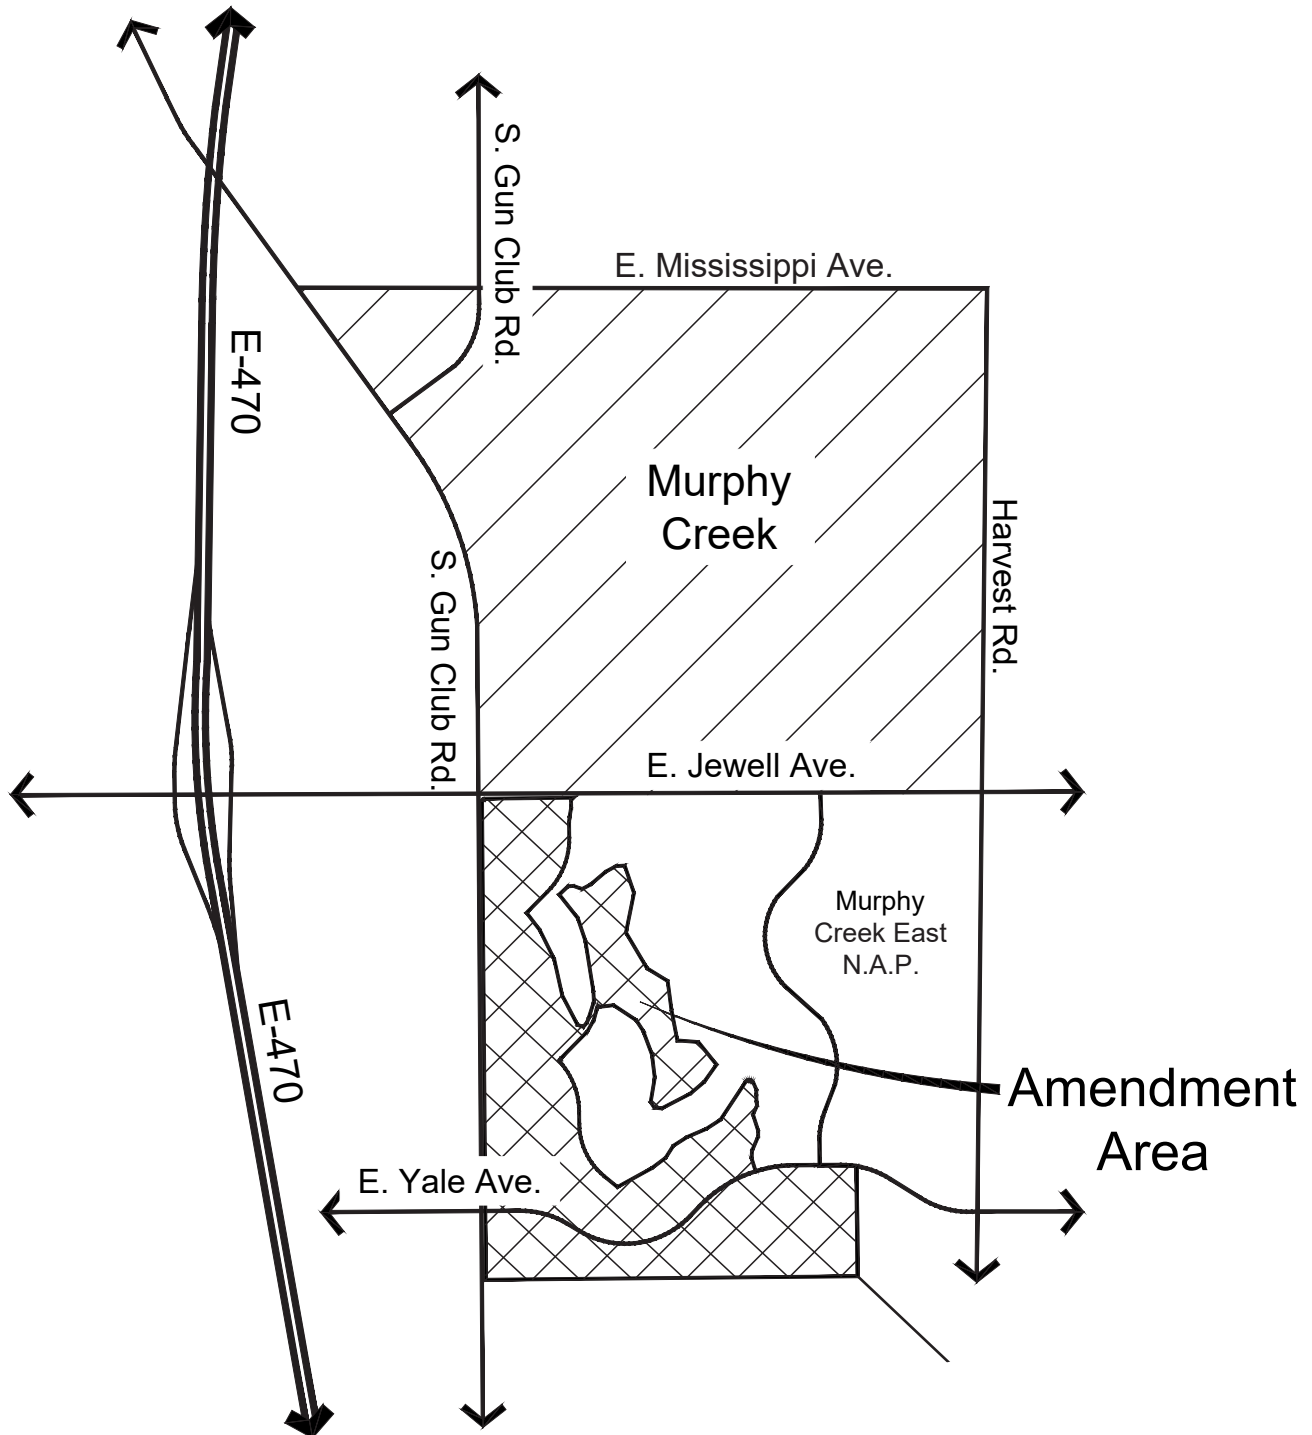 S. Gun Club Rd.
E. Mississippi Ave.
E-470
Murphy
Creek
Harvest Rd.
S. Gun Club Rd.
E. Jewell Ave.
Murphy
Creek East
N.A.P.
E-470
Amendment
Area
E. Yale Ave.